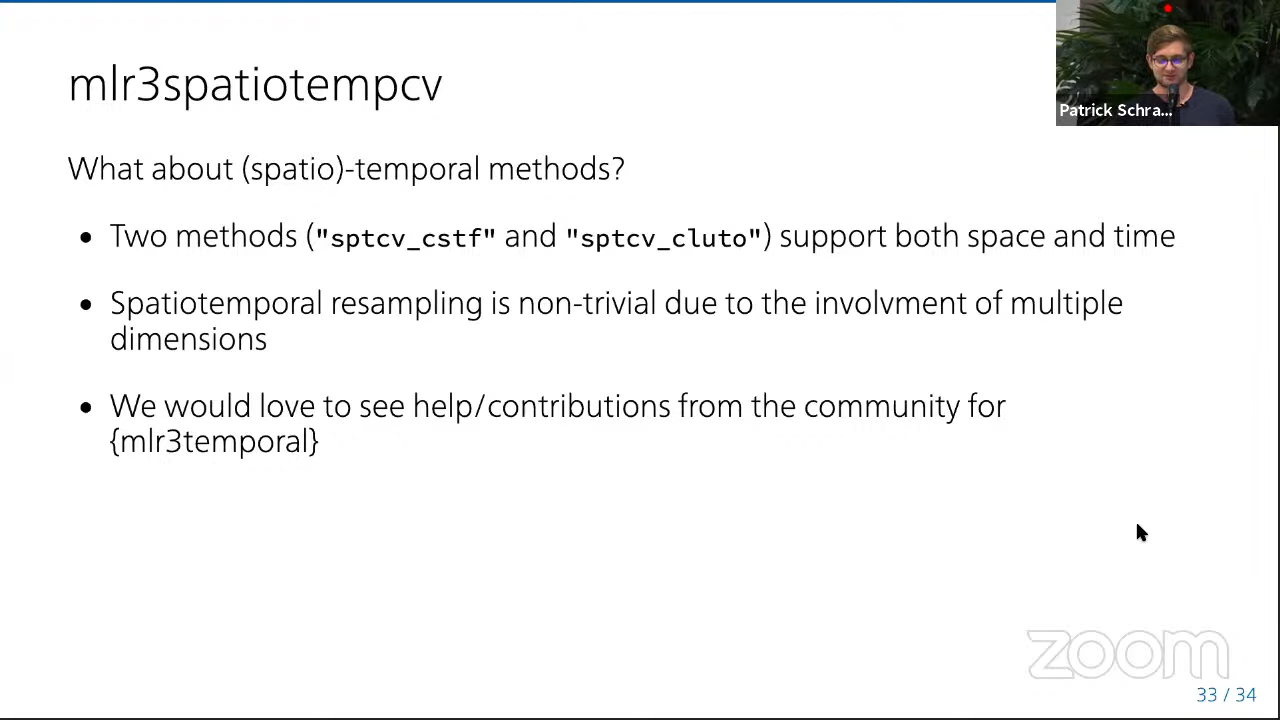 mlr3spatiotempcv
Patrick Schra...
What about (spatio)-temporal methods?
• Two methods ("sptcv_cstf" and "sptcv_cluto") support both space and time
• Spatiotemporal resampling is non-trivial due to the involvment of multiple
dimensions
• We would love to see help/contributions from the community for
{mlr3temporal}
zoom
33 / 34